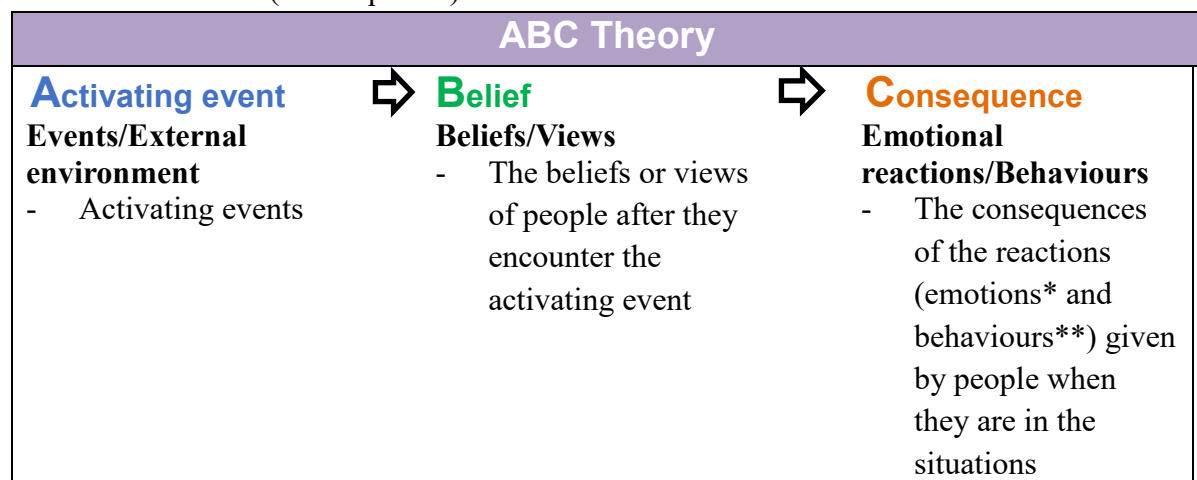 ABC Theory
Activating event
Events/External
environment
- Activating events
Belief
Beliefs/Views
- The beliefs or views
of people after they
encounter the
activating event
Consequence
Emotional
reactions/Behaviours
- The consequences
of the reactions
(emotions* and
behaviours**) given
by people when
they are in the
situations